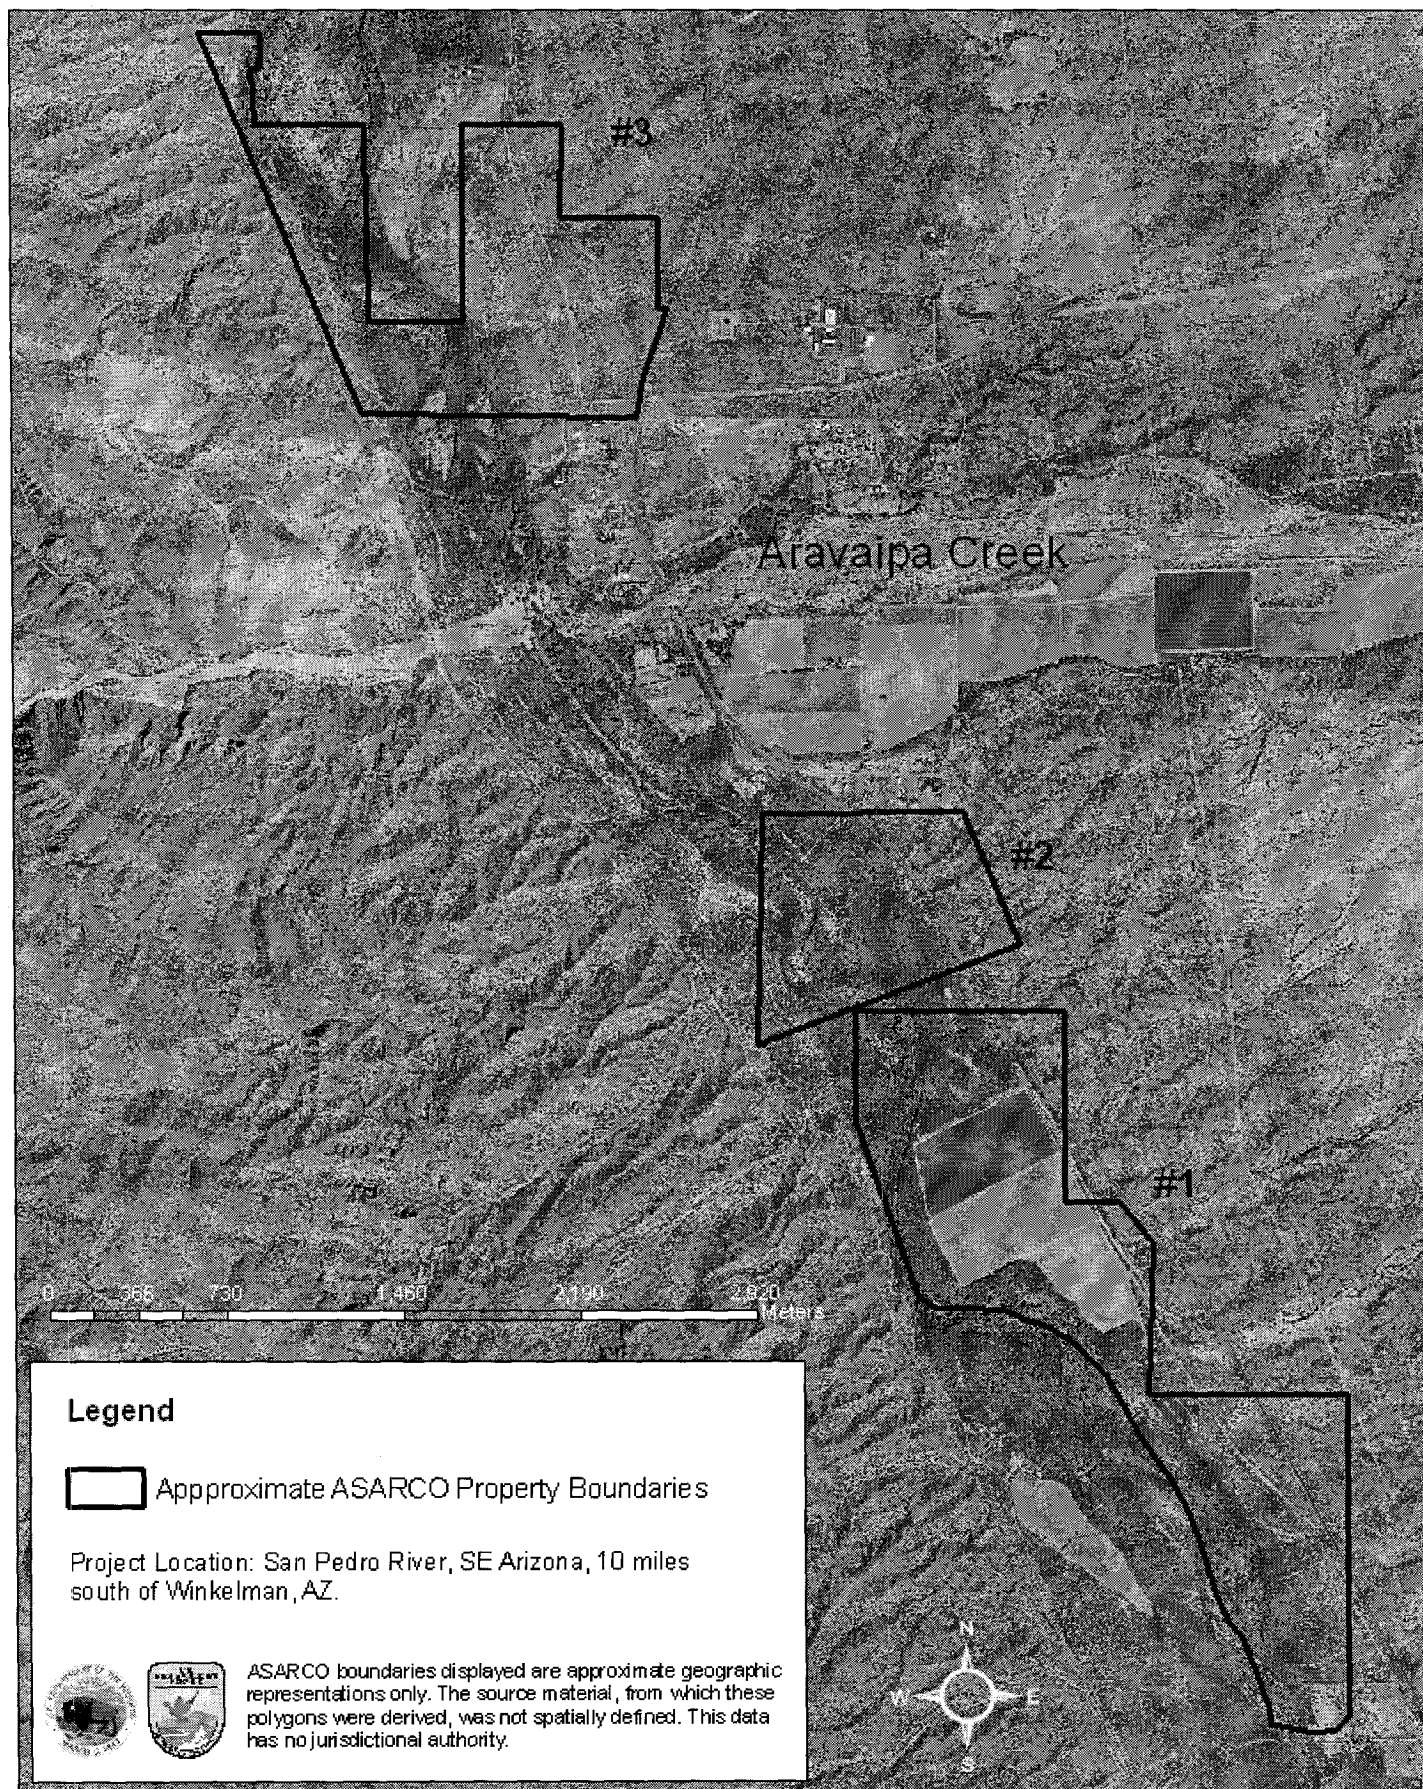 #3
Aravaipa Creek
#2
#1
0 365 730 1,460 2,190 2,920
Meters
Legend
Appproximate ASARCO Property Boundaries
Project Location: San Pedro River, SE Arizona, 10 miles
south of Winkelman, AZ.
ASARCO boundaries displayed are approximate geographic
representations only. The source material, from which these
polygons were derived, was not spatially defined. This data
has no jurisdictional authority.
N
W E
S